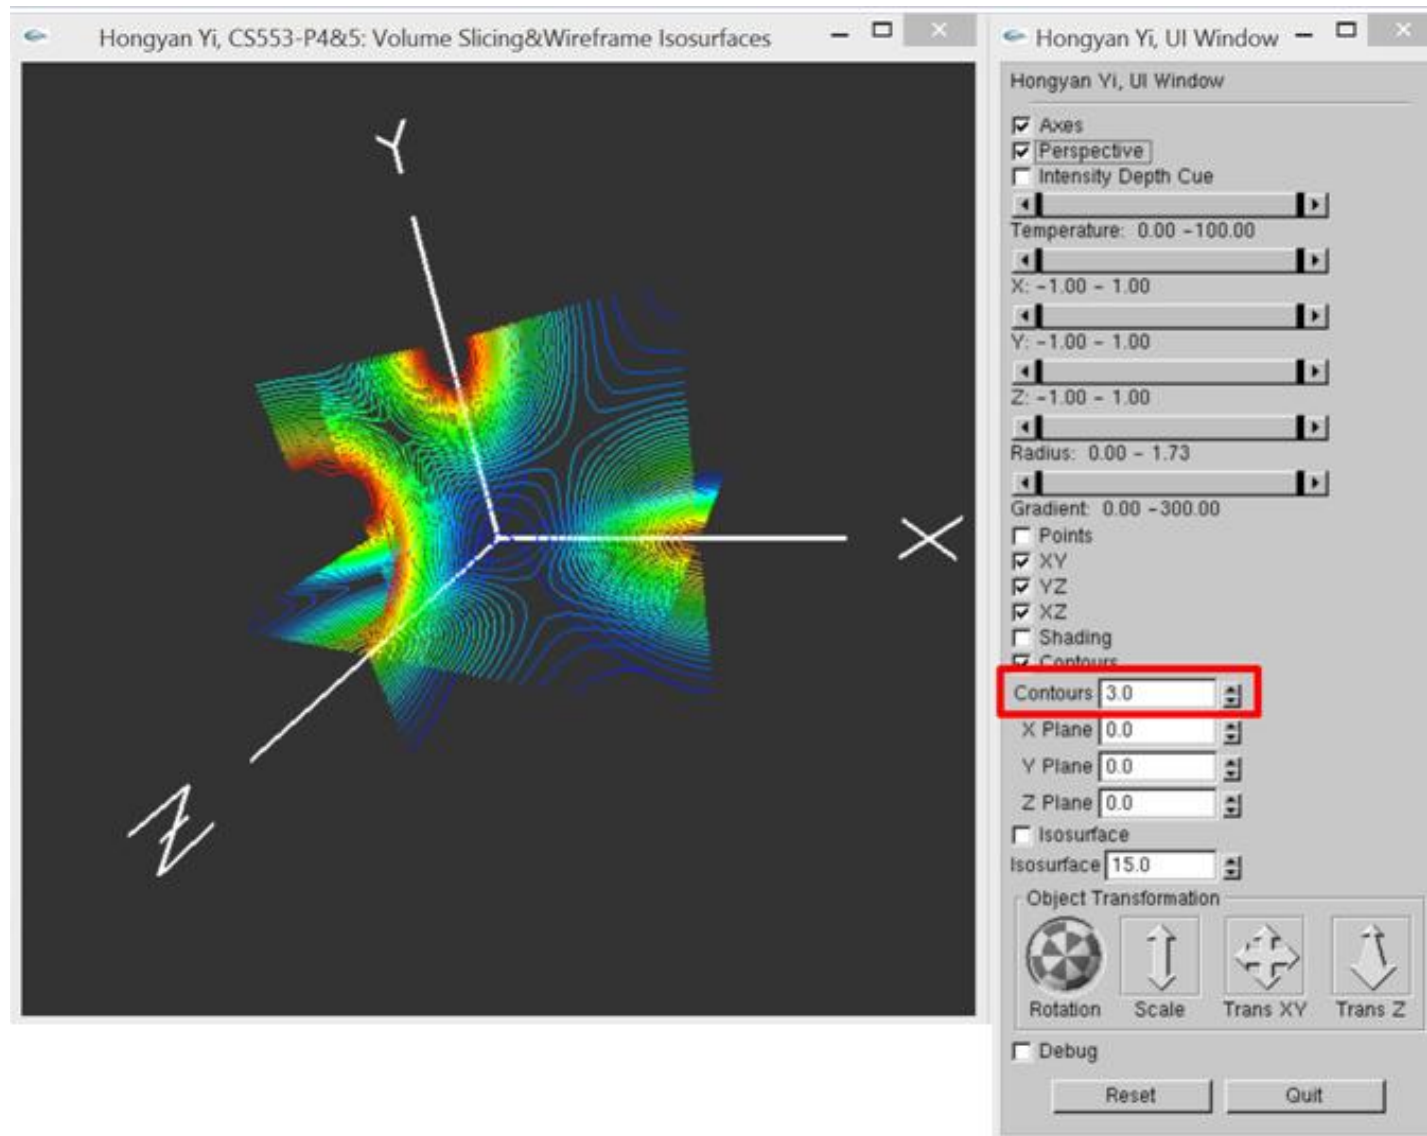 Hongyan Yi, CS553-P4&5: Volume Slicing&Wireframe Isosurfaces
Y
X
Z
Hongyan Yi, UI Window
Hongyan Yi, UI Window
Axes
Perspective
Intensity Depth Cue
Temperature: 0.00 -100.00
X: -1.00 - 1.00
Y: -1.00 - 1.00
Z: -1.00 - 1.00
Radius: 0.00 - 1.73
Gradient: 0.00 -300.00
Points
XY
YZ
XZ
Shading
Contours
Contours 3.0
X Plane 0.0
Y Plane 0.0
Z Plane 0.0
Isosurface
Isosurface 15.0
Object Transformation
Rotation Scale Trans XY Trans Z
Debug
Reset Quit